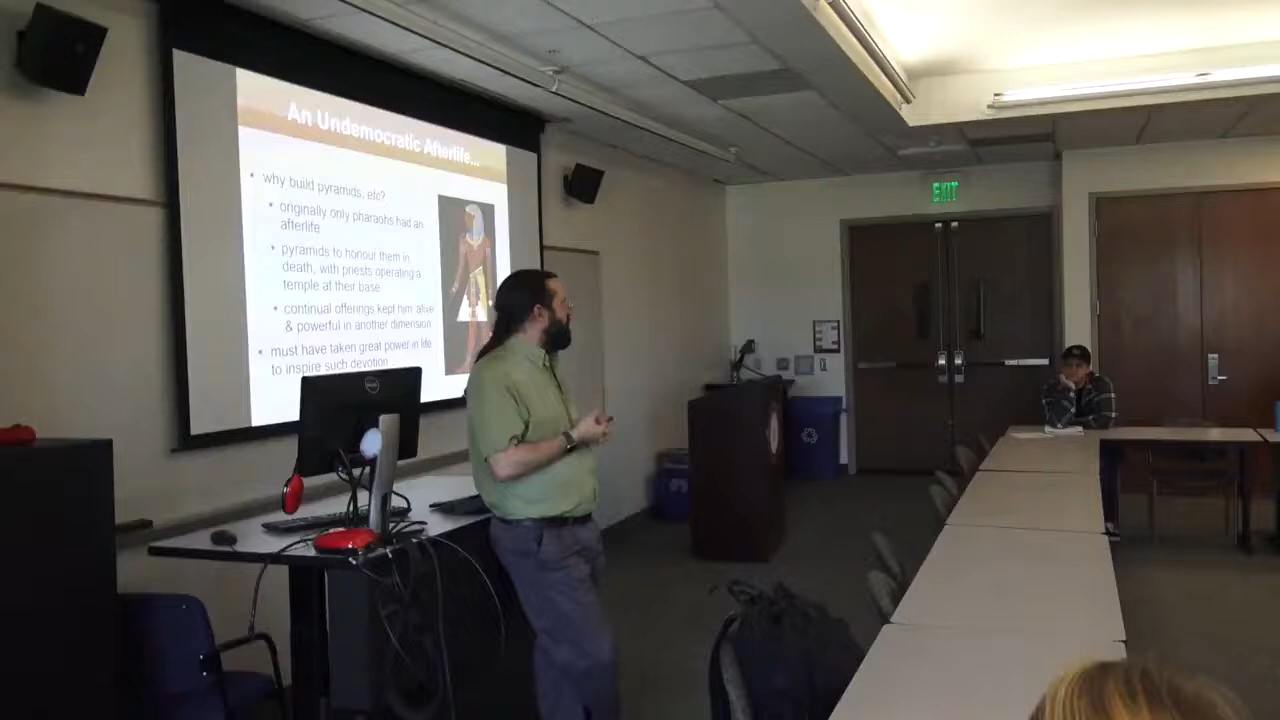 An Undemocratic Afterlife...
• why build pyramids, etc?
• originally only pharaohs had an
afterlife
• pyramids to honour them in
death, with priests operating a
temple at their base
• continual offerings kept him alive
& powerful in another dimension
• must have taken great power in life
to inspire such devotion
EXIT
DELL